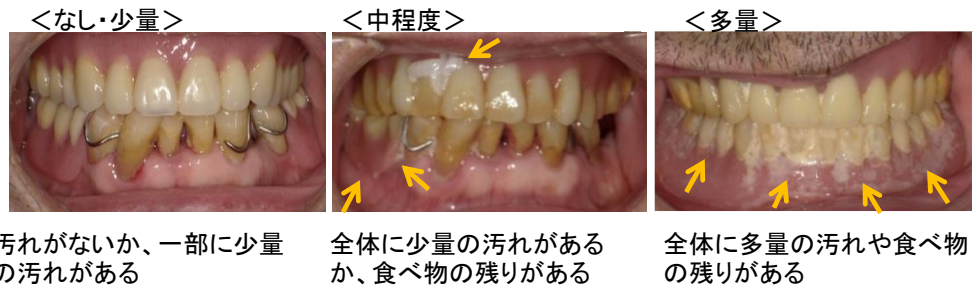 ＜なし・少量＞
＜中程度＞
＜多量＞
汚れがないか、一部に少量
の汚れがある
全体に少量の汚れがある
か、食べ物の残りがある
全体に多量の汚れや食べ物
の残りがある